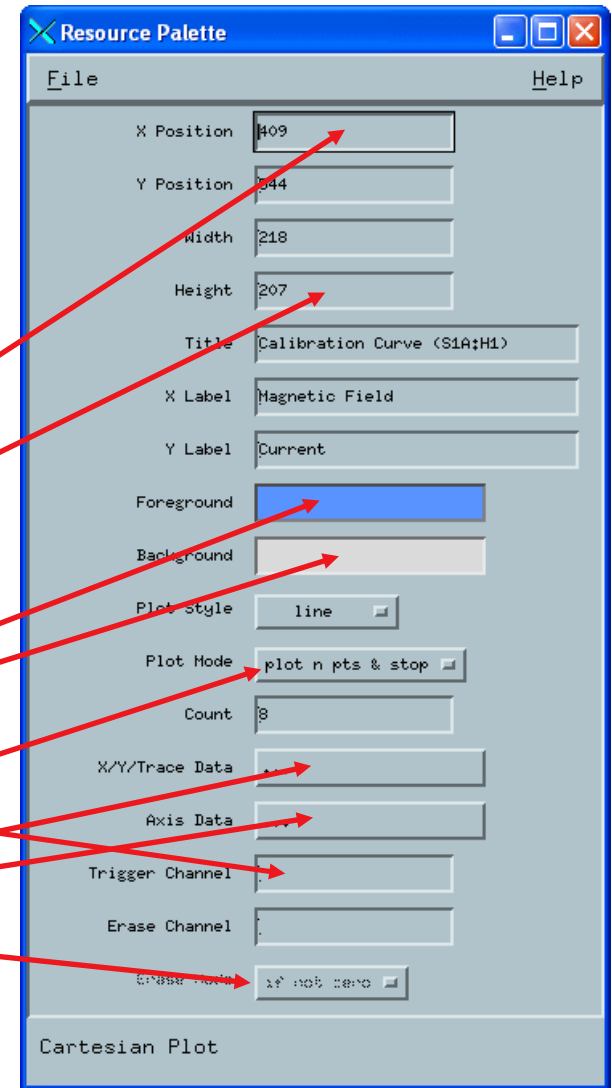 Resource Palette
File Help
X Position 409
Y Position 544
Width 218
Height 207
Title Calibration Curve (S1A:H1)
X Label Magnetic Field
Y Label Current
Foreground
Background
Plot Style line
Plot Mode plot n pts & stop
Count 8
X/Y/Trace Data ...
Axis Data ...
Trigger Channel
Erase Channel
Erase Mode if not zero
Cartesian Plot